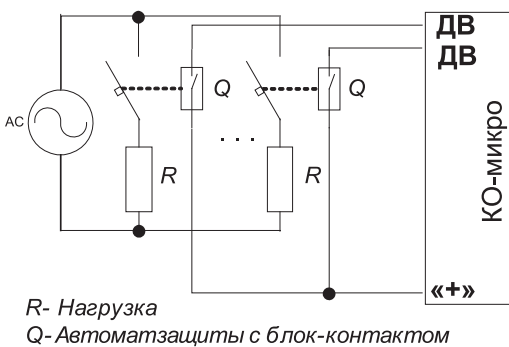 ДВ
ДВ
AC
Q
Q
R
. . .
R
КО-микро
«+»
R- Нагрузка
Q-Автоматзащиты с блок-контактом